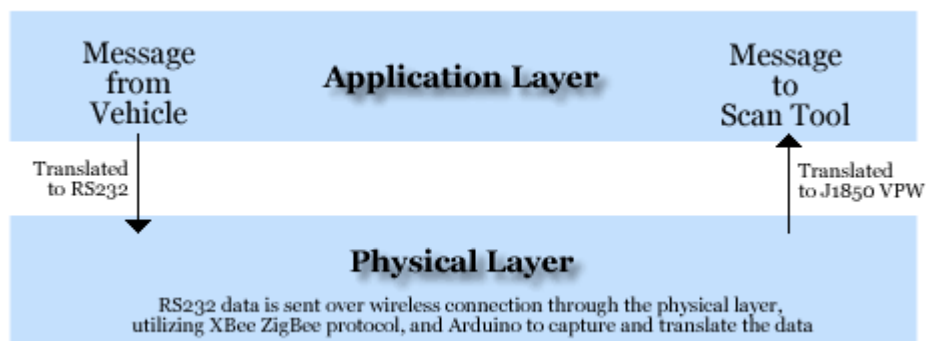 Message
from
Vehicle
Application Layer
Message
to
Scan Tool
Translated
to RS232
Translated
to J1850 VPW
Physical Layer
RS232 data is sent over wireless connection through the physical layer,
utilizing XBee ZigBee protocol, and Arduino to capture and translate the data